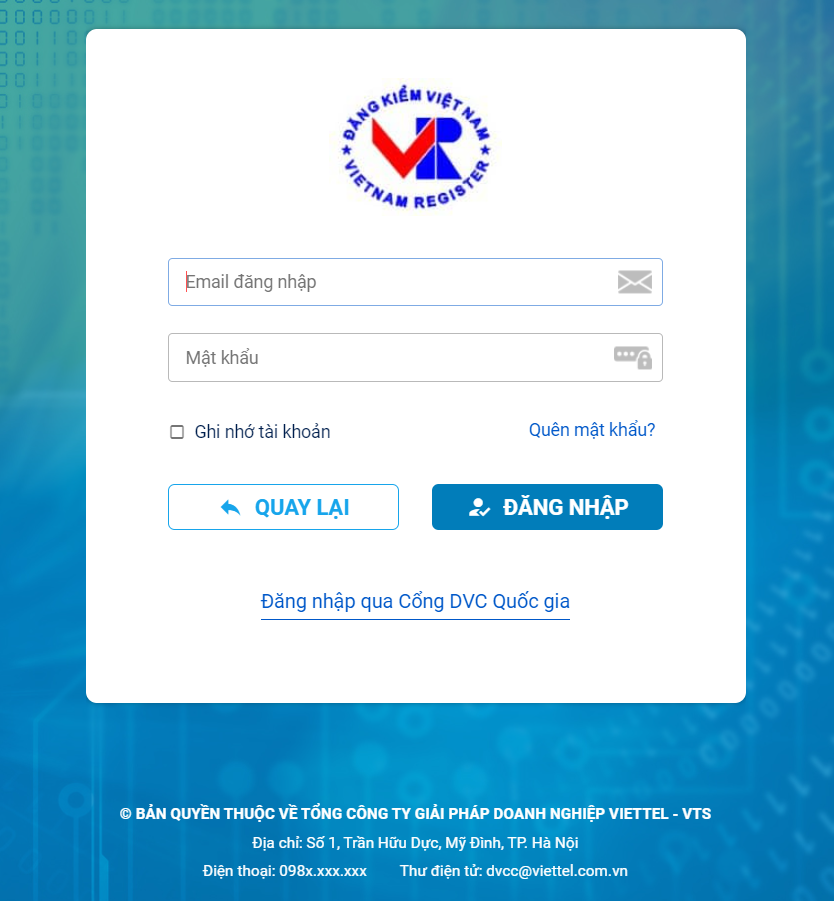 ĐĂNG KIỂM VIỆT NAM
VR
VIETNAM REGISTER
Email đăng nhập
Mật khẩu
Ghi nhớ tài khoản
Quên mật khẩu?
QUAY LẠI
ĐĂNG NHẬP
Đăng nhập qua Cổng DVC Quốc gia
© BẢN QUYỀN THUỘC VỀ TỔNG CÔNG TY GIẢI PHÁP DOANH NGHIỆP VIETTEL - VTS
Địa chỉ: Số 1, Trần Hữu Dực, Mỹ Đình, TP. Hà Nội
Điện thoại: 098x.xxx.xxx Thư điện tử: dvcc@viettel.com.vn